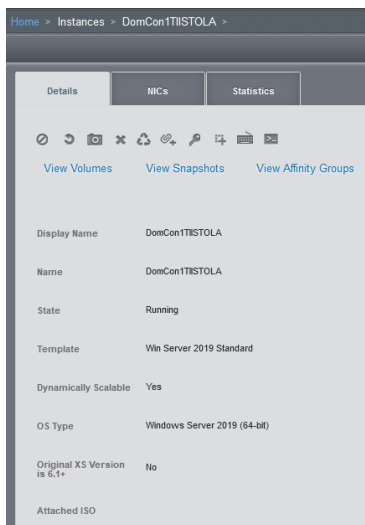 Home > Instances > DomCon1TIISTOLA >
Details NICs Statistics
View Volumes View Snapshots View Affinity Groups
Display Name DomCon1TIISTOLA
Name DomCon1TIISTOLA
State Running
Template Win Server 2019 Standard
Dynamically Scalable Yes
OS Type Windows Server 2019 (64-bit)
Original XS Version
is 6.1+ No
Attached ISO